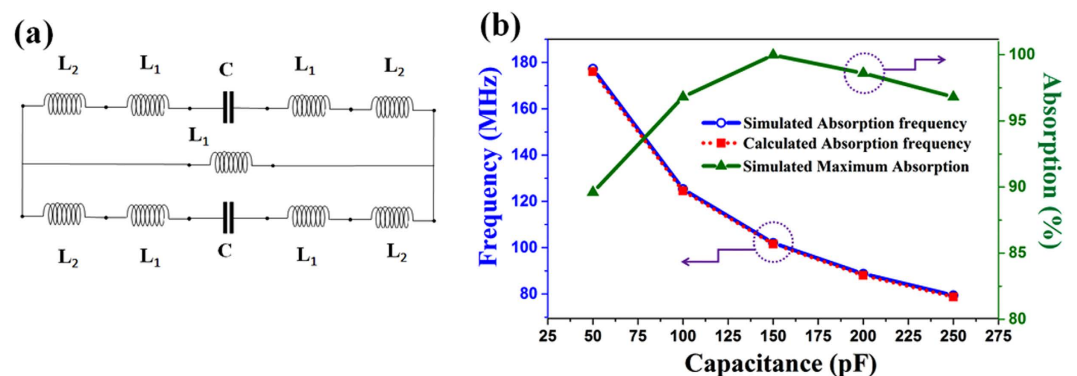 (a)
L₂ L₁ C L₁ L₂
L₁
L₂ L₁ C L₁ L₂
(b)
Frequency (MHz)
180
160
140
120
100
80
Simulated Absorption frequency
Calculated Absorption frequency
Simulated Maximum Absorption
100
95
90
85
80
Absorption (%)
25 50 75 100 125 150 175 200 225 250 275
Capacitance (pF)